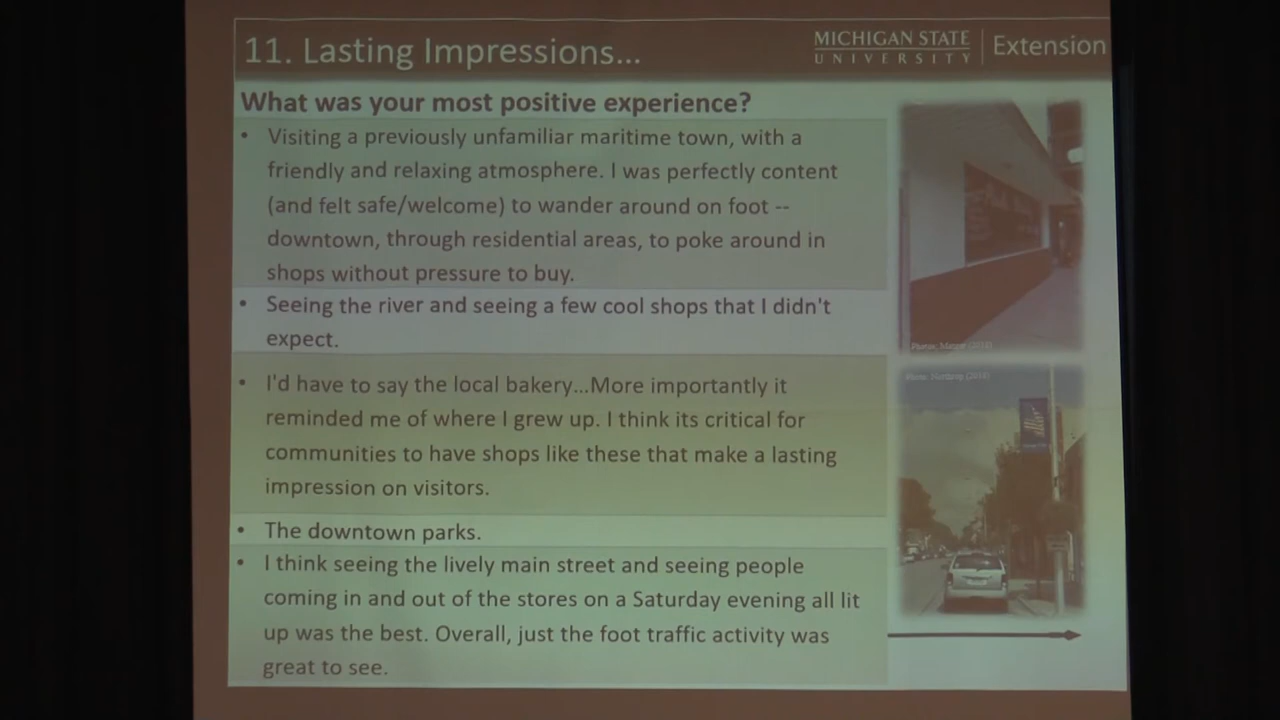 11. Lasting Impressions...
MICHIGAN STATE
UNIVERSITY
Extension
What was your most positive experience?
• Visiting a previously unfamiliar maritime town, with a
friendly and relaxing atmosphere. I was perfectly content
(and felt safe/welcome) to wander around on foot --
downtown, through residential areas, to poke around in
shops without pressure to buy.
• Seeing the river and seeing a few cool shops that I didn't
expect.
• I'd have to say the local bakery...More importantly it
reminded me of where I grew up. I think its critical for
communities to have shops like these that make a lasting
impression on visitors.
• The downtown parks.
• I think seeing the lively main street and seeing people
coming in and out of the stores on a Saturday evening all lit
up was the best. Overall, just the foot traffic activity was
great to see.
Photo: Northrop (2018)